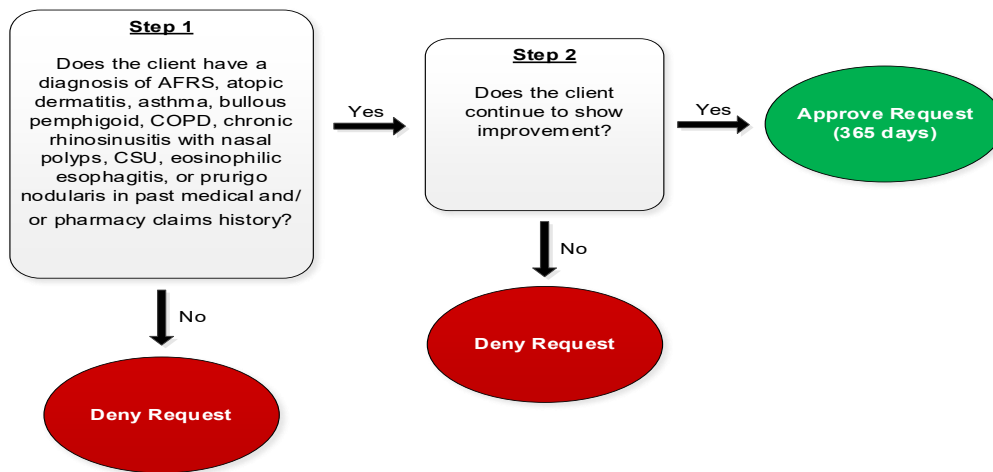 Step 1
Does the client have a
diagnosis of AFRS, atopic
dermatitis, asthma, bullous
pemphigoid, COPD, chronic
rhinosinusitis with nasal
polyps, CSU, eosinophilic
esophagitis, or prurigo
nodularis in past medical and/
or pharmacy claims history?
Yes
Step 2
Does the client
continue to show
improvement?
Yes
Approve Request
(365 days)
No
Deny Request
No
Deny Request